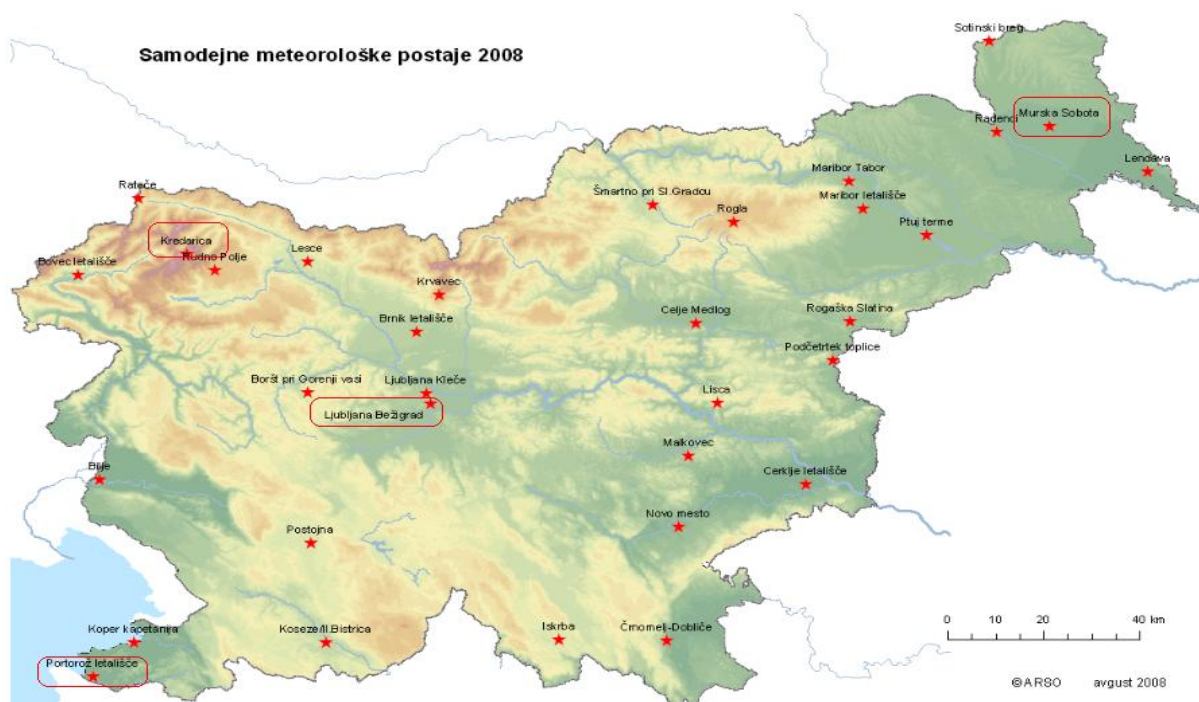 Samodejne meteorološke postaje 2008
Sotinski breg
Murska Sobota
Radenci
Lendava
Maribor Tabor
Rateče
Šmartno pri Sl.Gradcu
Maribor letališče
Rogla
Ptuj terme
Kredarica
Lesce
Rudno Polje
Bovec letališče
Krvavec
Celje Medlog
Rogaška Slatina
Brnik letališče
Podčetrtek toplice
Boršt pri Gorenji vasi
Ljubljana Kleče
Lisca
Ljubljana Bežigrad
Malkovec
Bilje
Cerklje letališče
Novo mesto
Postojna
Koper kapetanija
Koseze/Il.Bistrica
Iskrba
Črnomelj-Dobliče
0 10 20 40 km
Portorož letališče
©ARSO avgust 2008